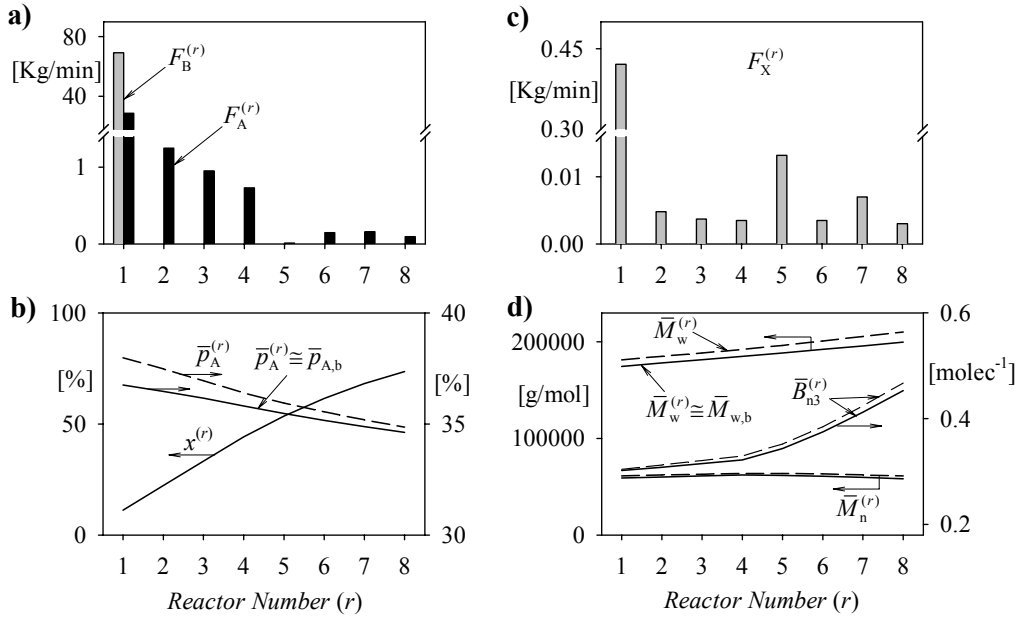 a)
80
[Kg/min]
40
1
0
F_B^(r)
F_A^(r)
1 2 3 4 5 6 7 8
c)
0.45
[Kg/min]
0.30
0.01
0.00
F_X^(r)
1 2 3 4 5 6 7 8
b)
100
[%]
50
0
40
[%]
35
30
p̅_A^(r)
p̅_A^(r) ≅ p̅_A,b
x^(r)
1 2 3 4 5 6 7 8
Reactor Number (r)
d)
200000
[g/mol]
100000
0
0.6
[molec⁻¹]
0.4
0.2
M̅_w^(r)
M̅_w^(r) ≅ M̅_w,b
B̅_n3^(r)
M̅_n^(r)
1 2 3 4 5 6 7 8
Reactor Number (r)